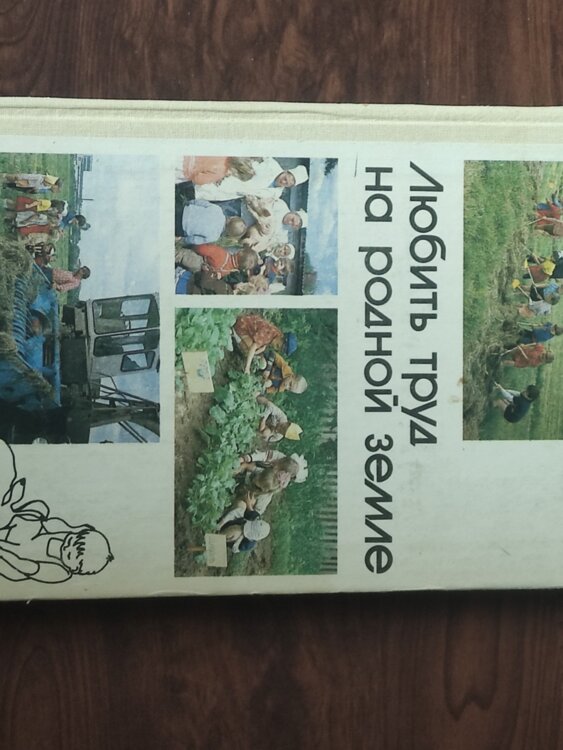 Любить труд
на родной земле